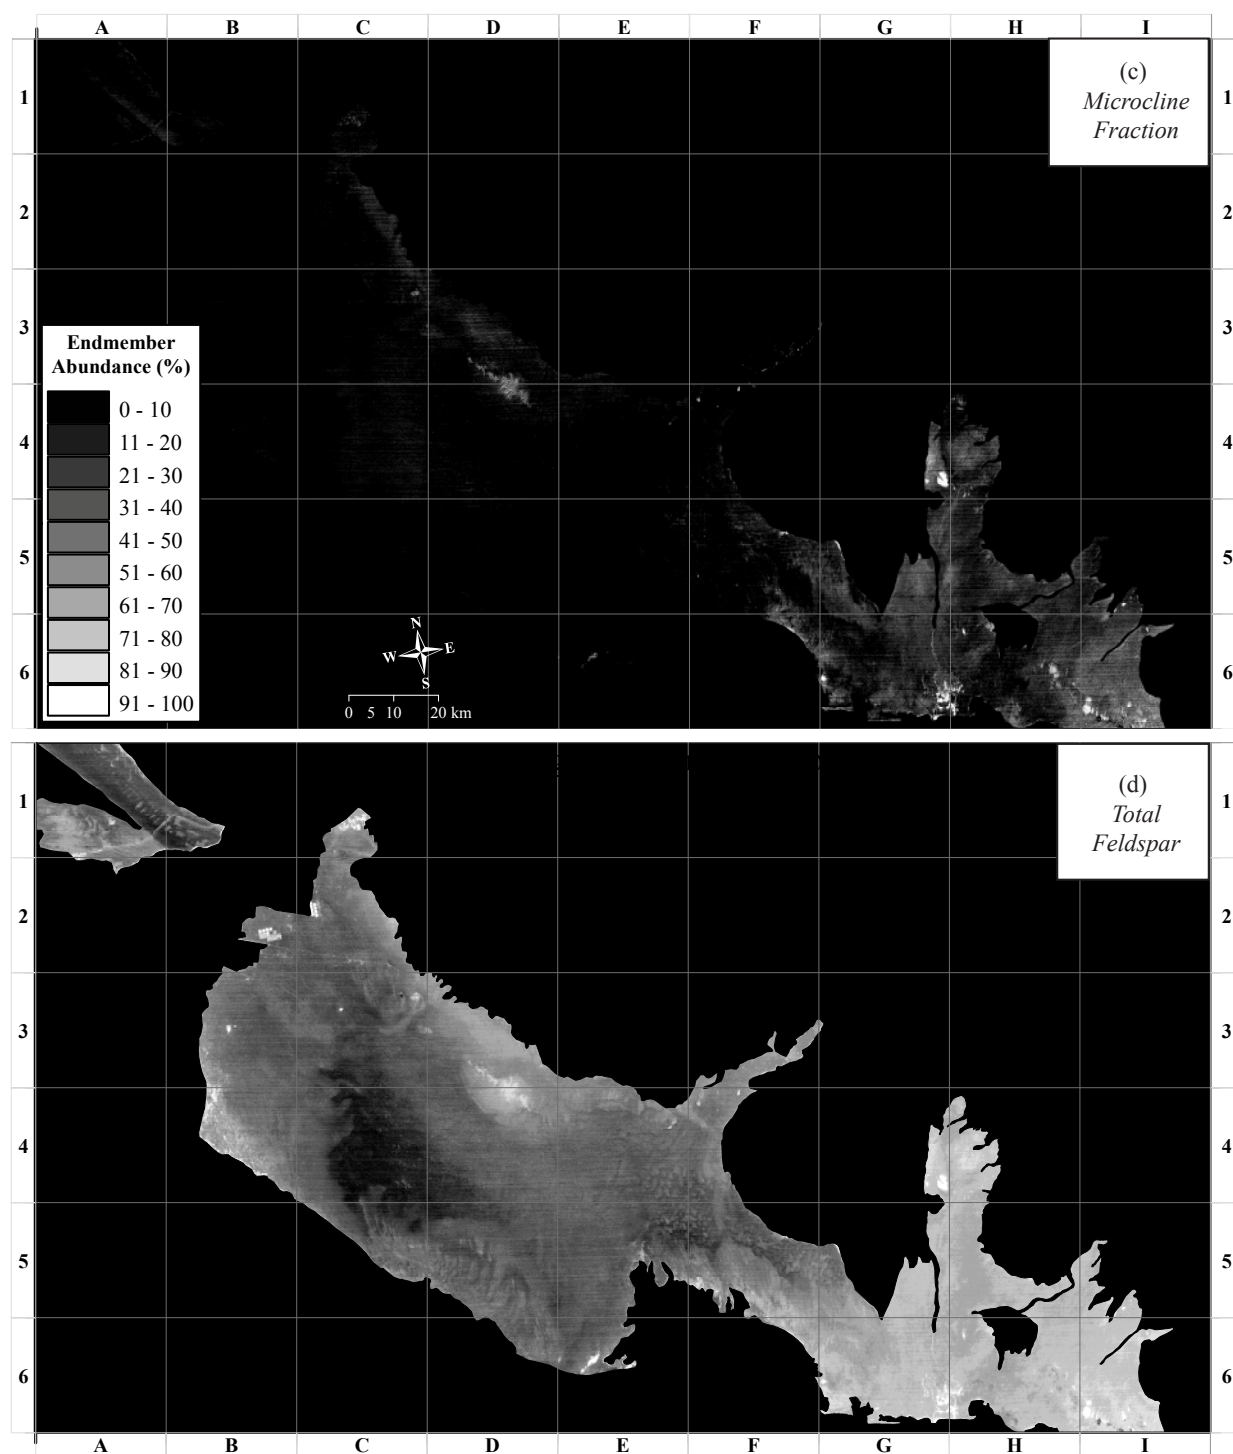 A B C D E F G H I
(c)
Microcline
Fraction
1 1
2 2
3 3
4 4
5 5
6 6
Endmember
Abundance (%)
0 - 10
11 - 20
21 - 30
31 - 40
41 - 50
51 - 60
61 - 70
71 - 80
81 - 90
91 - 100
N
W E
S
0 5 10 20 km
(d)
Total
Feldspar
1 1
2 2
3 3
4 4
5 5
6 6
A B C D E F G H I